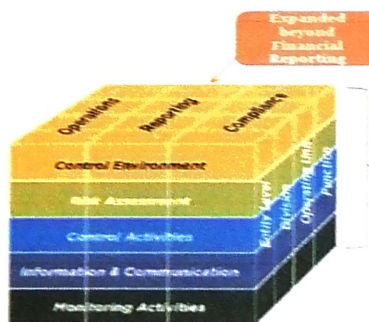 Expanded
beyond
Financial
Reporting
Operations
Reporting
Compliance
Control Environment
Risk Assessment
Control Activities
Information & Communication
Monitoring Activities
Entity Level
Division
Operating Unit
Function